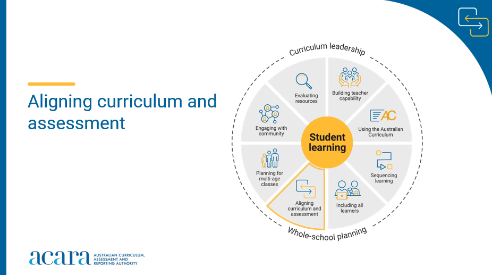 Aligning curriculum and
assessment
Curriculum leadership
Evaluating
resources
Building teacher
capability
Engaging with
community
AC
Using the Australian
Curriculum
Student
learning
Planning for
multi-age
classes
Sequencing
learning
Aligning
curriculum and
assessment
Including all
learners
Whole-school planning
acara
AUSTRALIAN CURRICULUM,
ASSESSMENT AND
REPORTING AUTHORITY